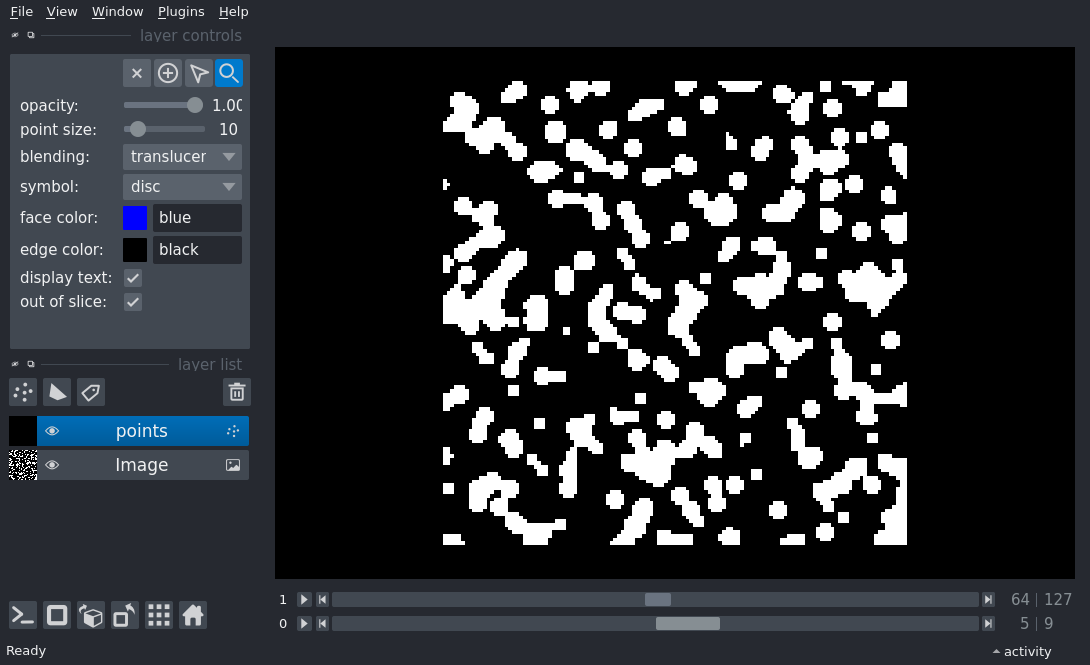 File View Window Plugins Help
layer controls
opacity: 1.00
point size: 10
blending: translucer
symbol: disc
face color: blue
edge color: black
display text:
out of slice:
layer list
points
Image
1 64 | 127
0 5 | 9
Ready activity